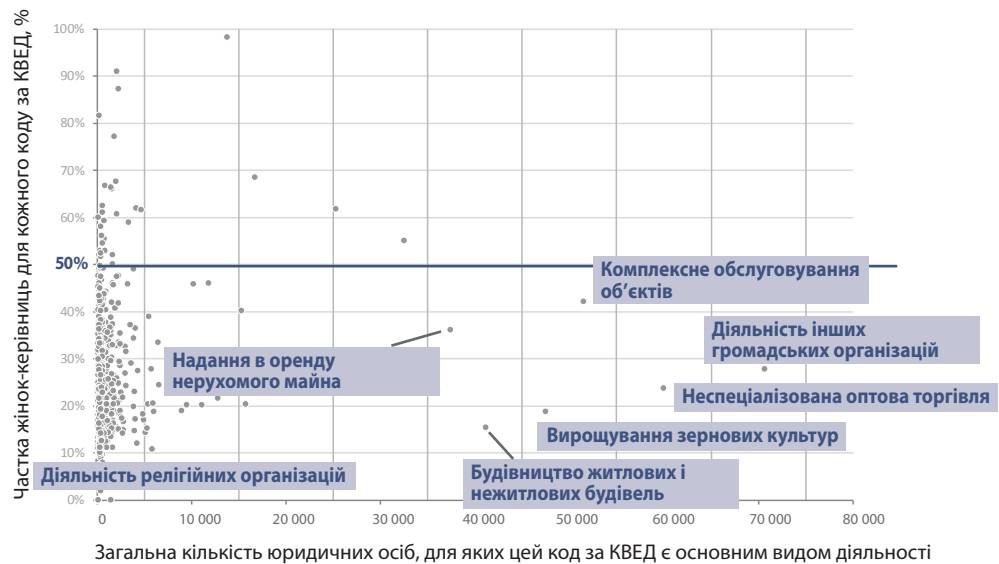 Частка жінок-керівниць для кожного коду за КВЕД, %
100%
90%
80%
70%
60%
50%
40%
30%
20%
10%
0%
Комплексне обслуговування
об’єктів
Діяльність інших
громадських організацій
Надання в оренду
нерухомого майна
Неспеціалізована оптова торгівля
Вирощування зернових культур
Діяльність релігійних організацій
Будівництво житлових і
нежитлових будівель
0 10 000 20 000 30 000 40 000 50 000 60 000 70 000 80 000
Загальна кількість юридичних осіб, для яких цей код за КВЕД є основним видом діяльності